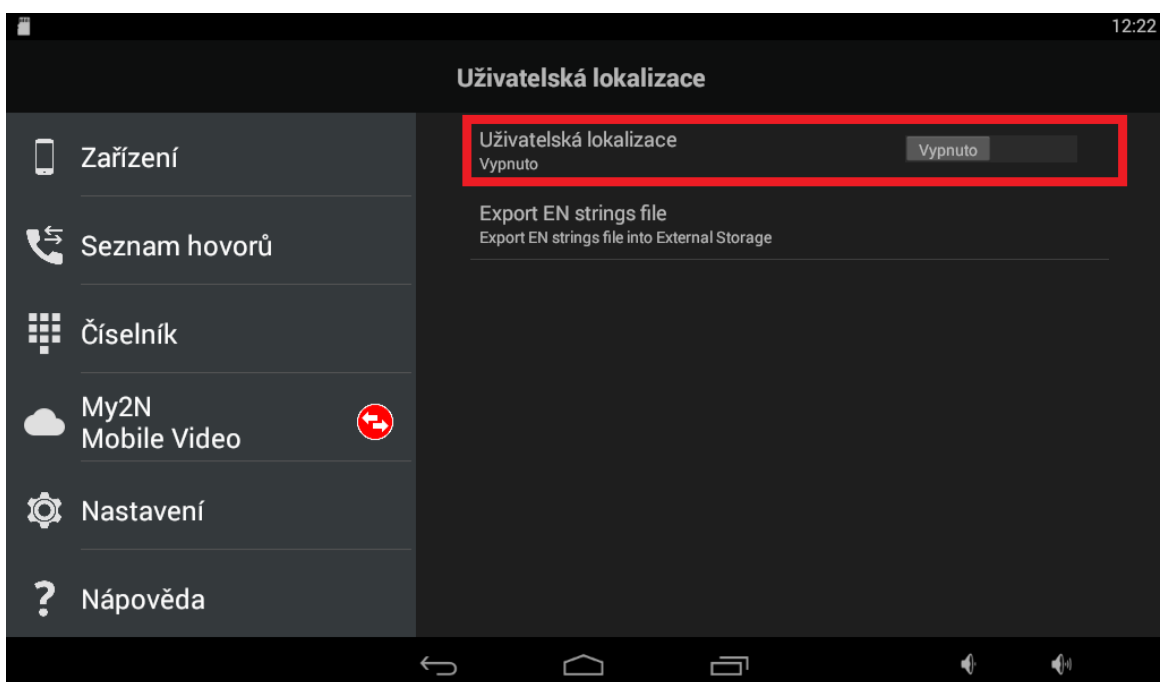 12:22
Uživatelská lokalizace
Zařízení
Seznam hovorů
Číselník
My2N
Mobile Video
Nastavení
Nápověda
Uživatelská lokalizace
Vypnuto
Vypnuto
Export EN strings file
Export EN strings file into External Storage